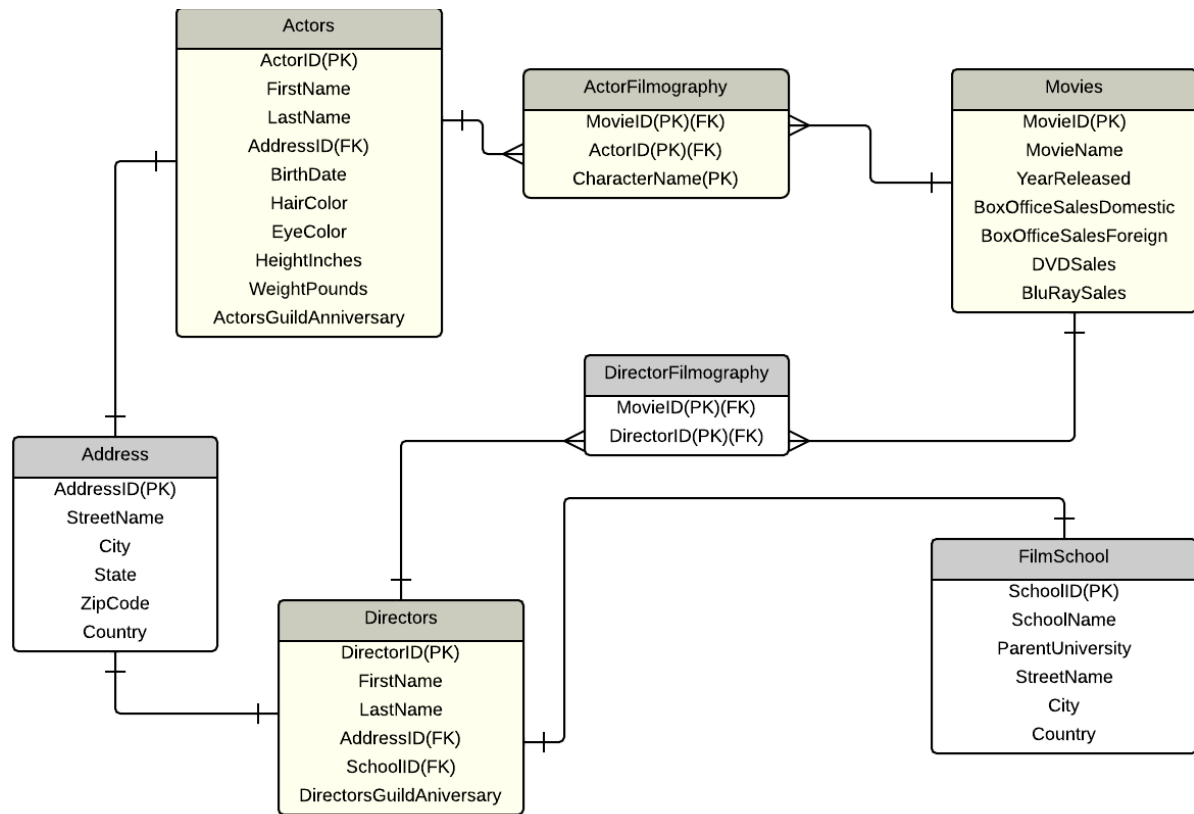 Actors
ActorID(PK)
FirstName
LastName
AddressID(FK)
BirthDate
HairColor
EyeColor
HeightInches
WeightPounds
ActorsGuildAnniversary
ActorFilmography
MovieID(PK)(FK)
ActorID(PK)(FK)
CharacterName(PK)
Movies
MovieID(PK)
MovieName
YearReleased
BoxOfficeSalesDomestic
BoxOfficeSalesForeign
DVDSales
BluRaySales
DirectorFilmography
MovieID(PK)(FK)
DirectorID(PK)(FK)
Address
AddressID(PK)
StreetName
City
State
ZipCode
Country
Directors
DirectorID(PK)
FirstName
LastName
AddressID(FK)
SchoolID(FK)
DirectorsGuildAniversary
FilmSchool
SchoolID(PK)
SchoolName
ParentUniversity
StreetName
City
Country